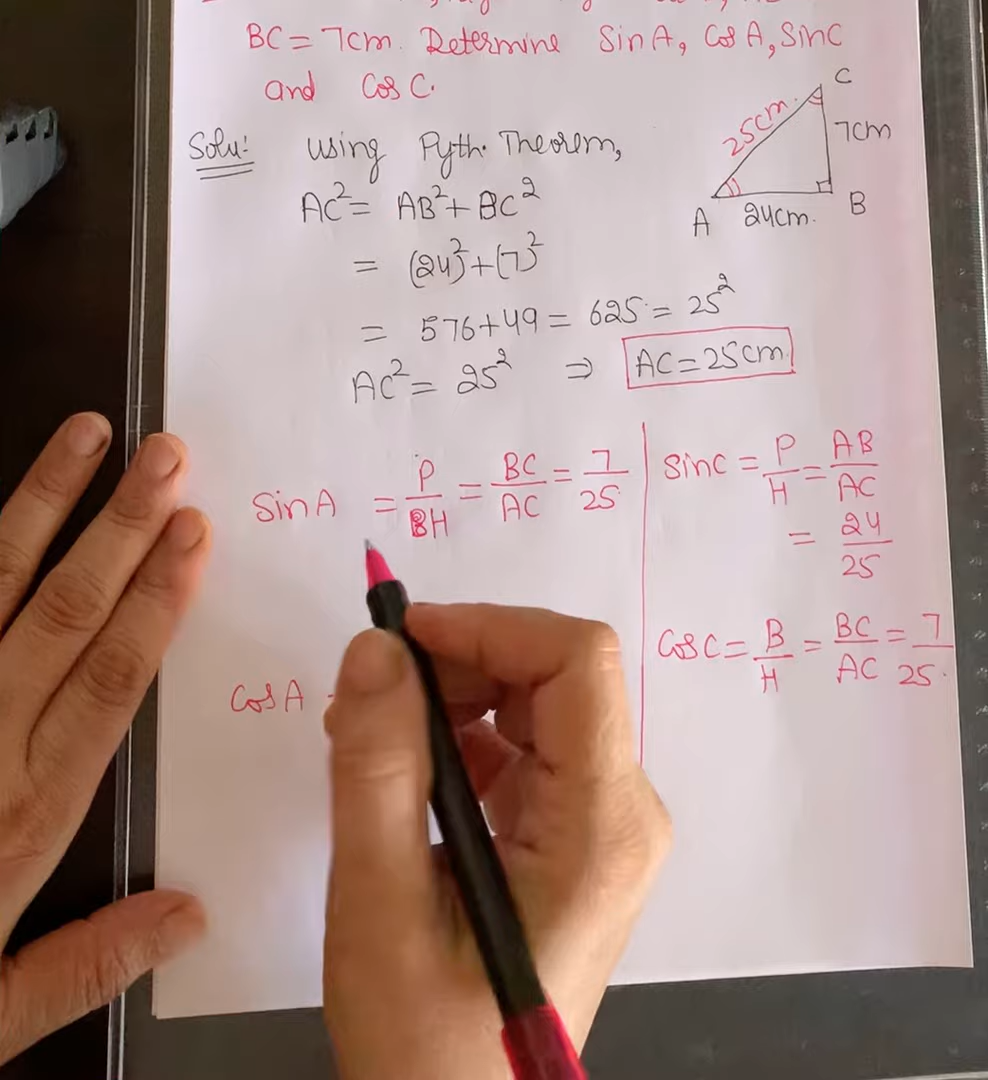 BC = 7cm. Determine Sin A, Cos A, Sin C
and Cos C.
C
25cm.
7cm
A 24cm. B
Solu:- Using Pyth. Theorem,
AC² = AB² + BC²
= (24)² + (7)²
= 576+49 = 625 = 25²
AC² = 25² ⇒ AC = 25cm
Sin A = P/H = BC/AC = 7/25
Cos A
Sin C = P/H = AB/AC
= 24/25
Cos C = B/H = BC/AC = 7/25.